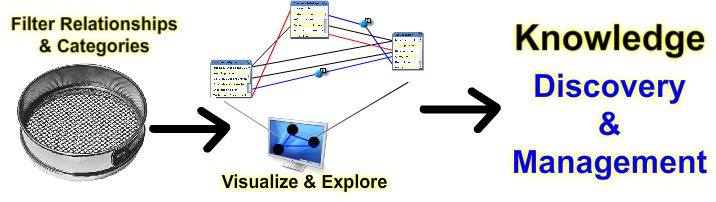 Filter Relationships
& Categories
Visualize & Explore
Knowledge
Discovery
&
Management